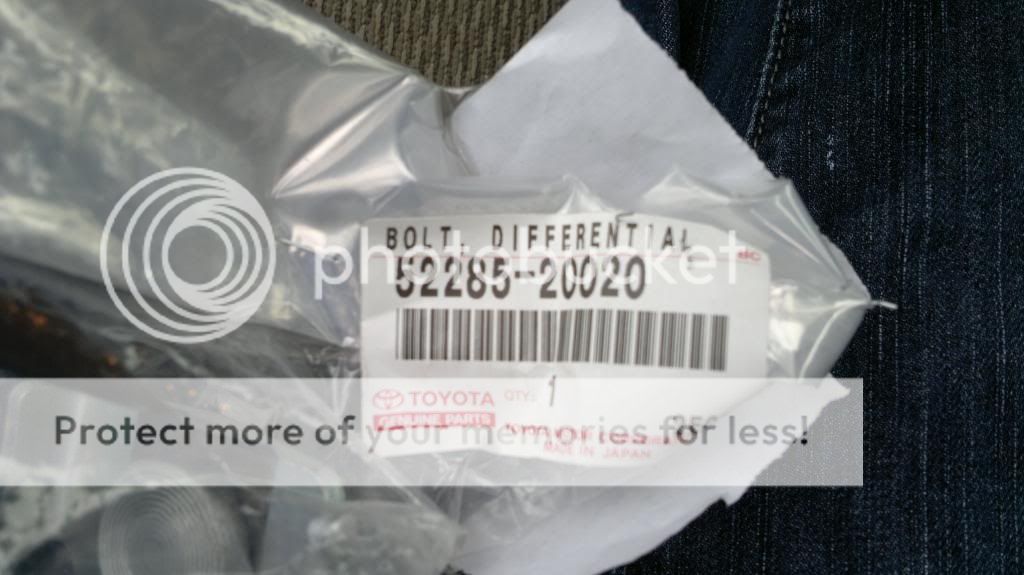 BOLT, DIFFERENTIAL
photobucket
52285-20020
TOYOTA
QTY: 1
GENUINE PARTS
Protect more of your memories for less!
MADE IN JAPAN